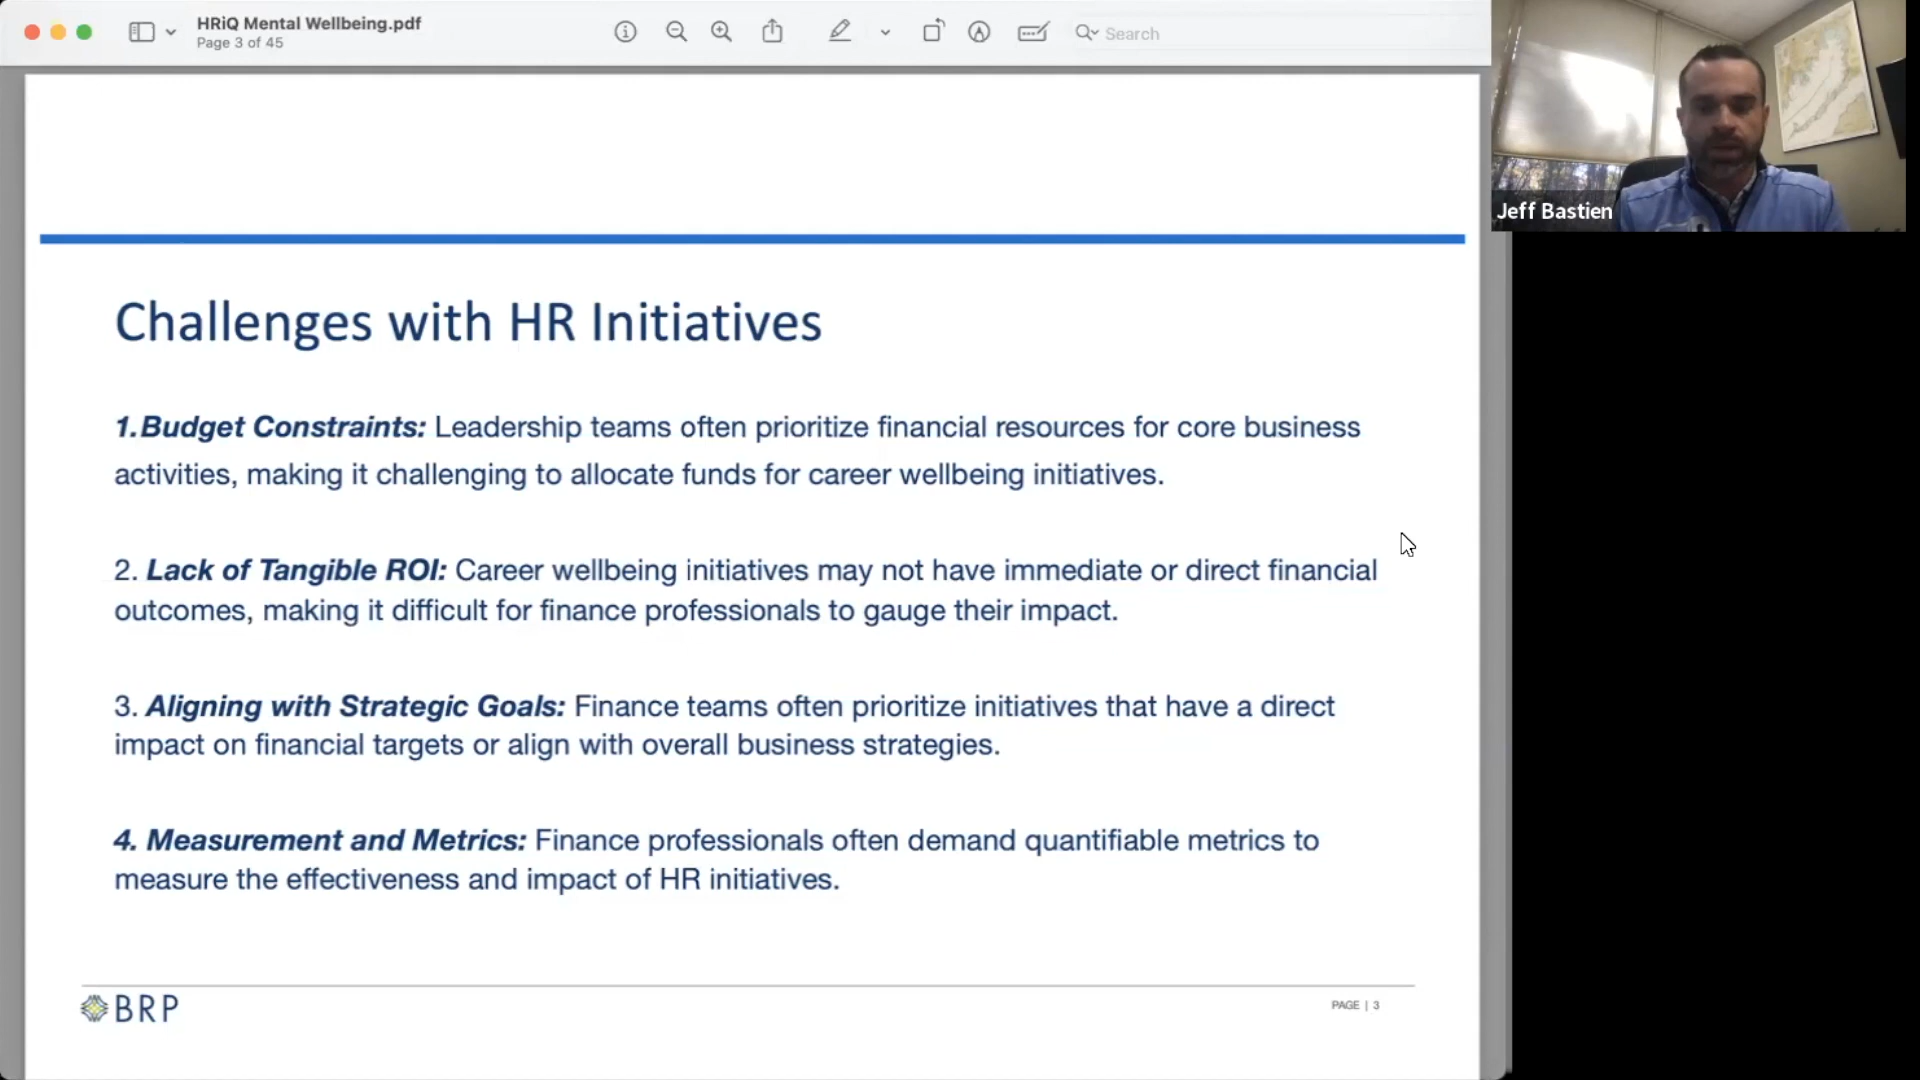 HRiQ Mental Wellbeing.pdf
Page 3 of 45
Search
Jeff Bastien
Challenges with HR Initiatives
1.Budget Constraints: Leadership teams often prioritize financial resources for core business
activities, making it challenging to allocate funds for career wellbeing initiatives.
2. Lack of Tangible ROI: Career wellbeing initiatives may not have immediate or direct financial
outcomes, making it difficult for finance professionals to gauge their impact.
3. Aligning with Strategic Goals: Finance teams often prioritize initiatives that have a direct
impact on financial targets or align with overall business strategies.
4. Measurement and Metrics: Finance professionals often demand quantifiable metrics to
measure the effectiveness and impact of HR initiatives.
BRP
PAGE | 3